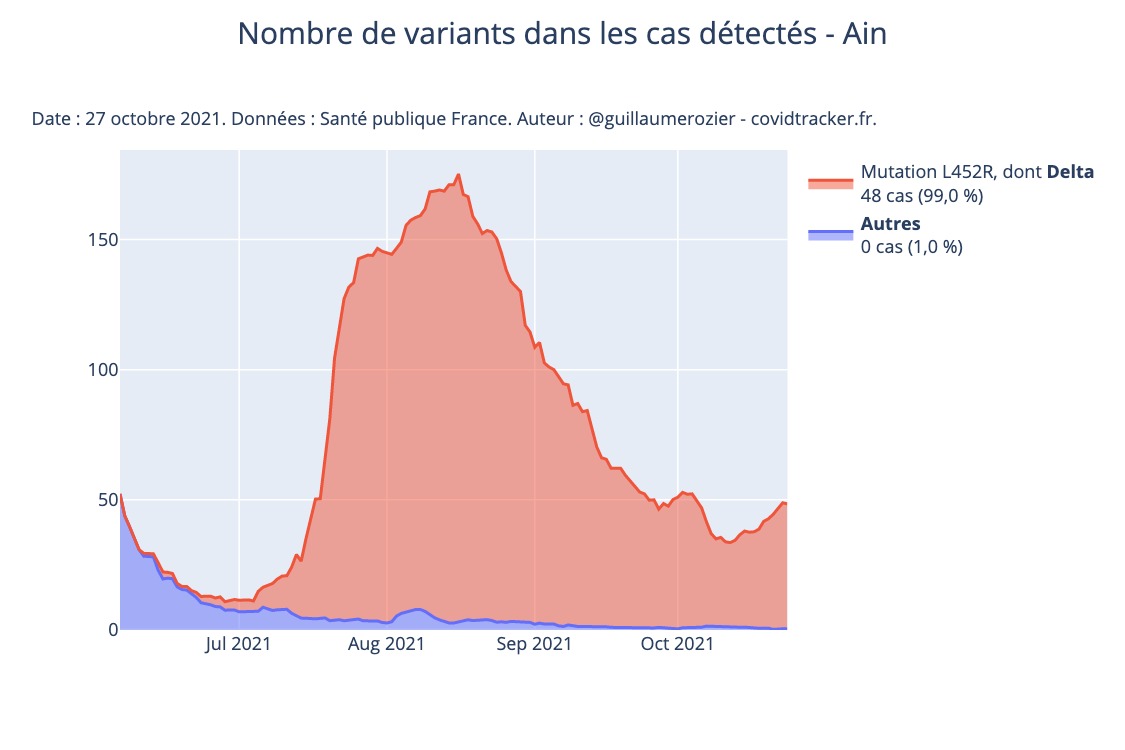 Nombre de variants dans les cas détectés - Ain
Date : 27 octobre 2021. Données : Santé publique France. Auteur : @guillaumerozier - covidtracker.fr.
Mutation L452R, dont Delta
48 cas (99,0 %)
Autres
0 cas (1,0 %)
150
100
50
0
Jul 2021
Aug 2021
Sep 2021
Oct 2021